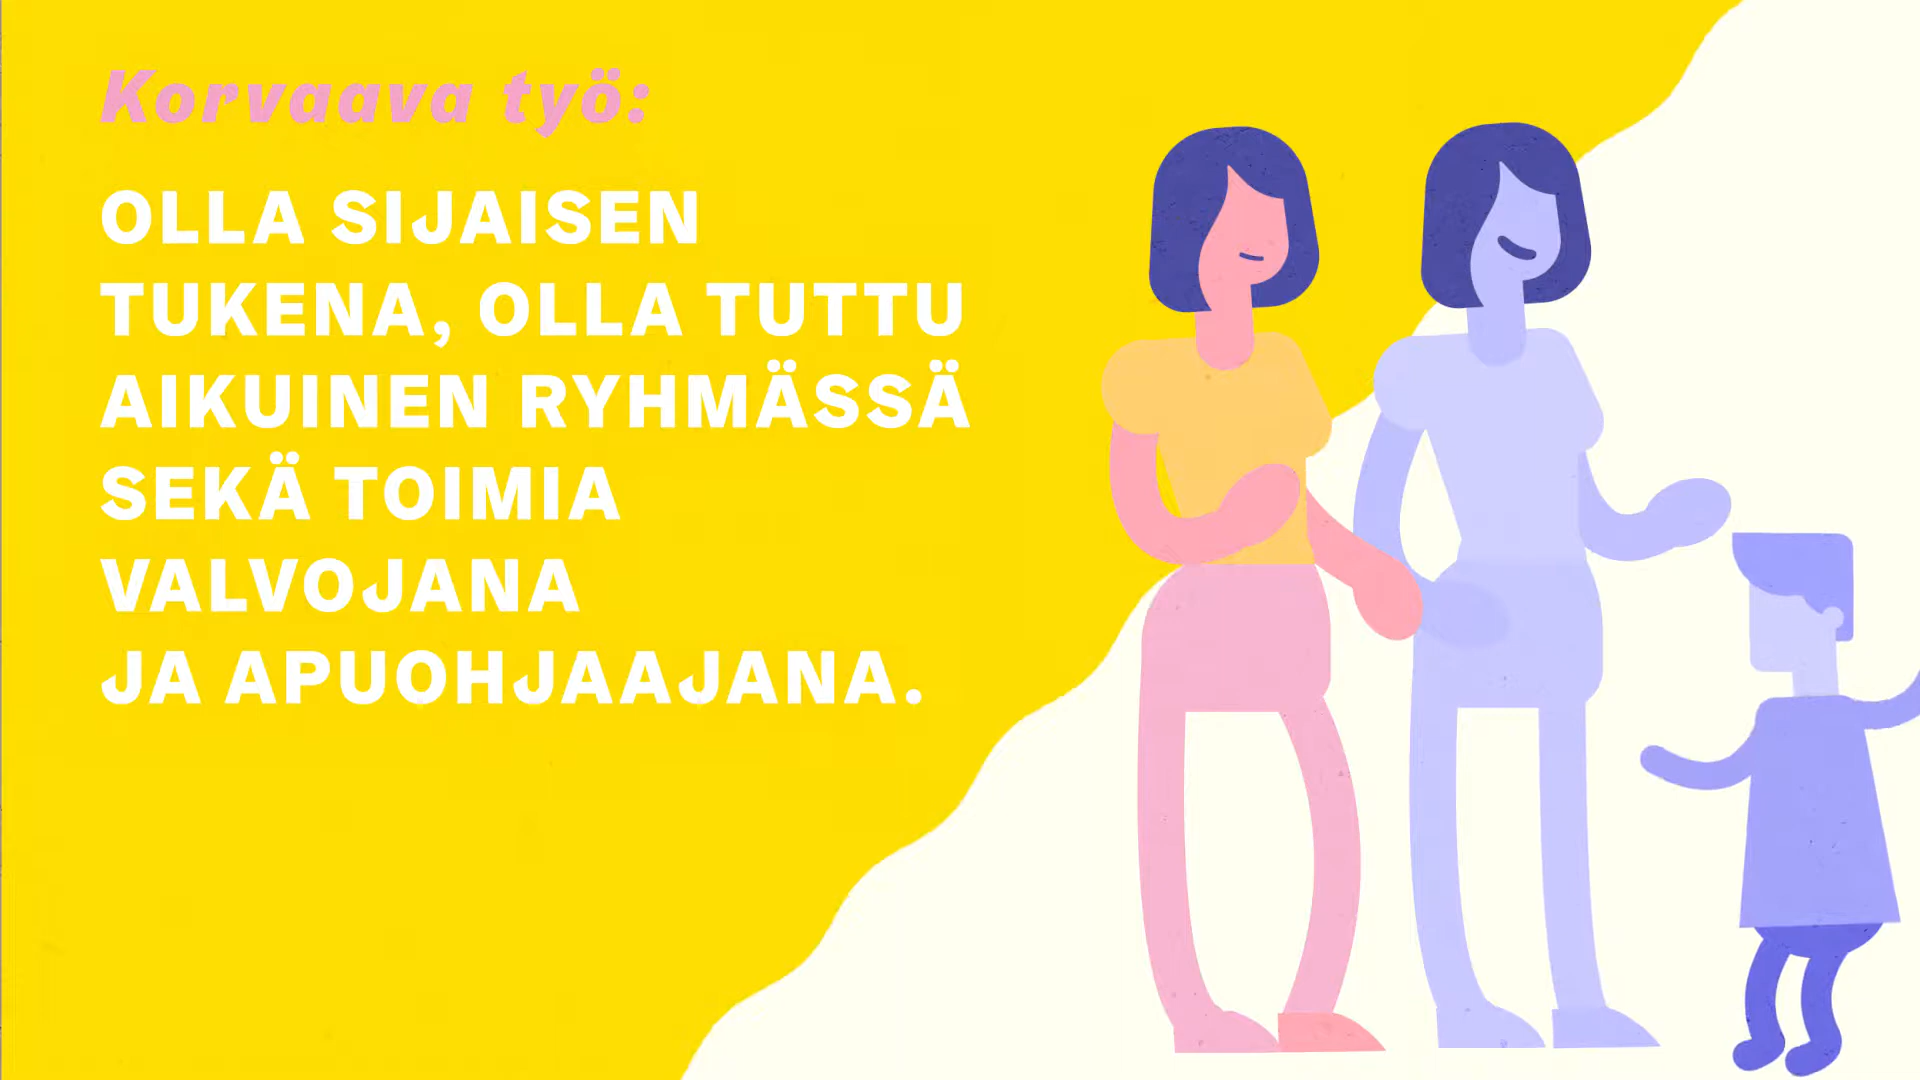 Korvaava työ:
OLLA SIJAISEN
TUKENA, OLLA TUTTU
AIKUINEN RYHMÄSSÄ
SEKÄ TOIMIA
VALVOJANA
JA APUOHJAAJANA.